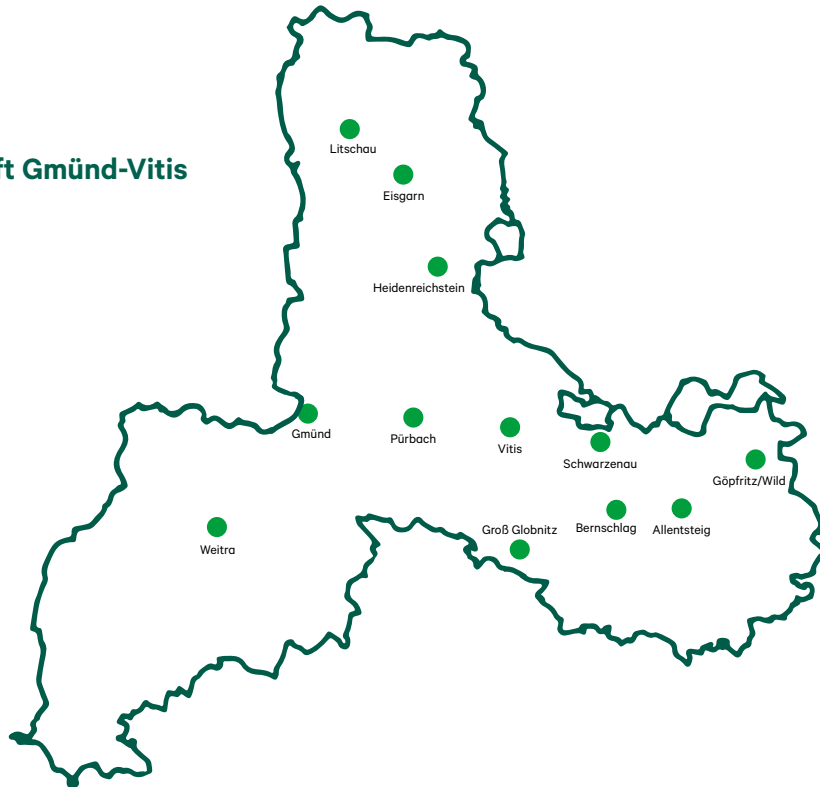 ft Gmünd-Vitis
Litschau
Eisgarn
Heidenreichstein
Gmünd
Pürbach
Vitis
Schwarzenau
Göpfritz/Wild
Groß Globnitz
Bernschlag
Allentsteig
Weitra